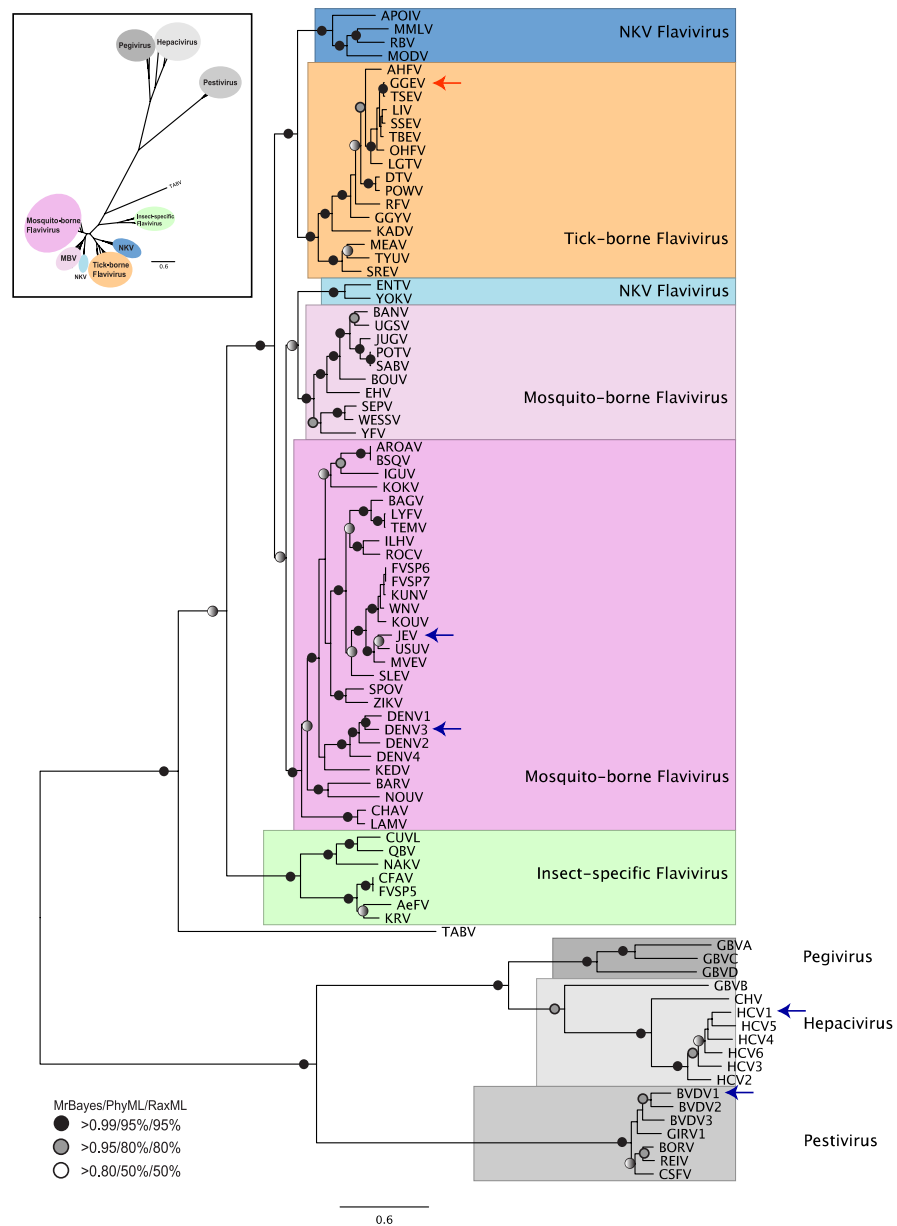 Pegivirus
Hepacivirus
Pestivirus
TABV
Mosquito-borne
Flavivirus
Insect-specific
Flavivirus
MBV
NKV
NKV
Tick-borne
Flavivirus
0.6
APOIV
MMLV
RBV
MODV
NKV Flavivirus
AHFV
GGEV
TSEV
LIV
SSEV
TBEV
OHFV
LGTV
DTV
POWV
RFV
GGYV
KADV
MEAV
TYUV
SREV
Tick-borne Flavivirus
ENTV
YOKV
NKV Flavivirus
BANV
UGSV
JUGV
POTV
SABV
BOUV
EHV
SEPV
WESSV
YFV
Mosquito-borne Flavivirus
AROAV
BSQV
IGUV
KOKV
BAGV
LYFV
TEMV
ILHV
ROCV
FVSP6
FVSP7
KUNV
WNV
KOUV
JEV
USUV
MVEV
SLEV
SPOV
ZIKV
DENV1
DENV3
DENV2
DENV4
KEDV
BARV
NOUV
CHAV
LAMV
Mosquito-borne Flavivirus
CUVL
QBV
NAKV
CFAV
FVSP5
AeFV
KRV
Insect-specific Flavivirus
TABV
GBVA
GBVC
GBVD
Pegivirus
GBVB
CHV
HCV1
HCV5
HCV4
HCV6
HCV3
HCV2
Hepacivirus
BVDV1
BVDV2
BVDV3
GIRV1
BORV
REIV
CSFV
Pestivirus
MrBayes/PhyML/RaxML
>0.99/95%/95%
>0.95/80%/80%
>0.80/50%/50%
0.6